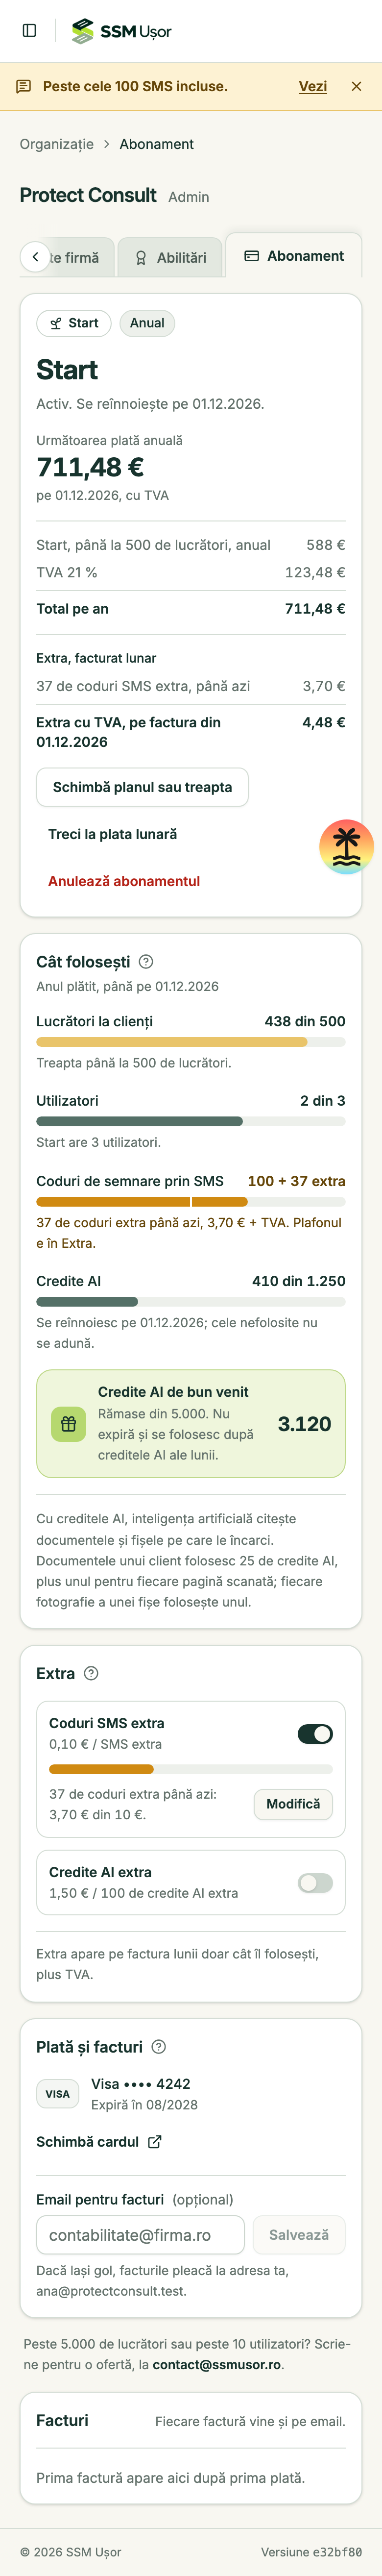 SSM Ușor
Peste cele 100 SMS incluse. Vezi
Organizație > Abonament
Protect Consult Admin
te firmă Abilitări Abonament
Start Anual
Start
Activ. Se reînnoiește pe 01.12.2026.
Următoarea plată anuală
711,48 €
pe 01.12.2026, cu TVA
Start, până la 500 de lucrători, anual 588 €
TVA 21 % 123,48 €
Total pe an 711,48 €
Extra, facturat lunar
37 de coduri SMS extra, până azi 3,70 €
Extra cu TVA, pe factura din 4,48 €
01.12.2026
Schimbă planul sau treapta
Treci la plata lunară
Anulează abonamentul
Cât folosești
Anul plătit, până pe 01.12.2026
Lucrători la clienți 438 din 500
Treapta până la 500 de lucrători.
Utilizatori 2 din 3
Start are 3 utilizatori.
Coduri de semnare prin SMS 100 + 37 extra
37 de coduri extra până azi, 3,70 € + TVA. Plafonul
e în Extra.
Credite AI 410 din 1.250
Se reînnoiesc pe 01.12.2026; cele nefolosite nu
se adună.
Credite AI de bun venit
Rămase din 5.000. Nu
expiră și se folosesc după
creditele AI ale lunii.
3.120
Cu creditele AI, inteligența artificială citește
documentele și fișele pe care le încarci.
Documentele unui client folosesc 25 de credite AI,
plus unul pentru fiecare pagină scanată; fiecare
fotografie a unei fișe folosește unul.
Extra
Coduri SMS extra
0,10 € / SMS extra
37 de coduri extra până azi:
3,70 € din 10 €.
Modifică
Credite AI extra
1,50 € / 100 de credite AI extra
Extra apare pe factura lunii doar cât îl folosești,
plus TVA.
Plată și facturi
VISA
Visa •••• 4242
Expiră în 08/2028
Schimbă cardul
Email pentru facturi (opțional)
contabilitate@firma.ro Salvează
Dacă lași gol, facturile pleacă la adresa ta,
ana@protectconsult.test.
Peste 5.000 de lucrători sau peste 10 utilizatori? Scrie-
ne pentru o ofertă, la contact@ssmusor.ro.
Facturi Fiecare factură vine și pe email.
Prima factură apare aici după prima plată.
© 2026 SSM Ușor Versiune e32bf80